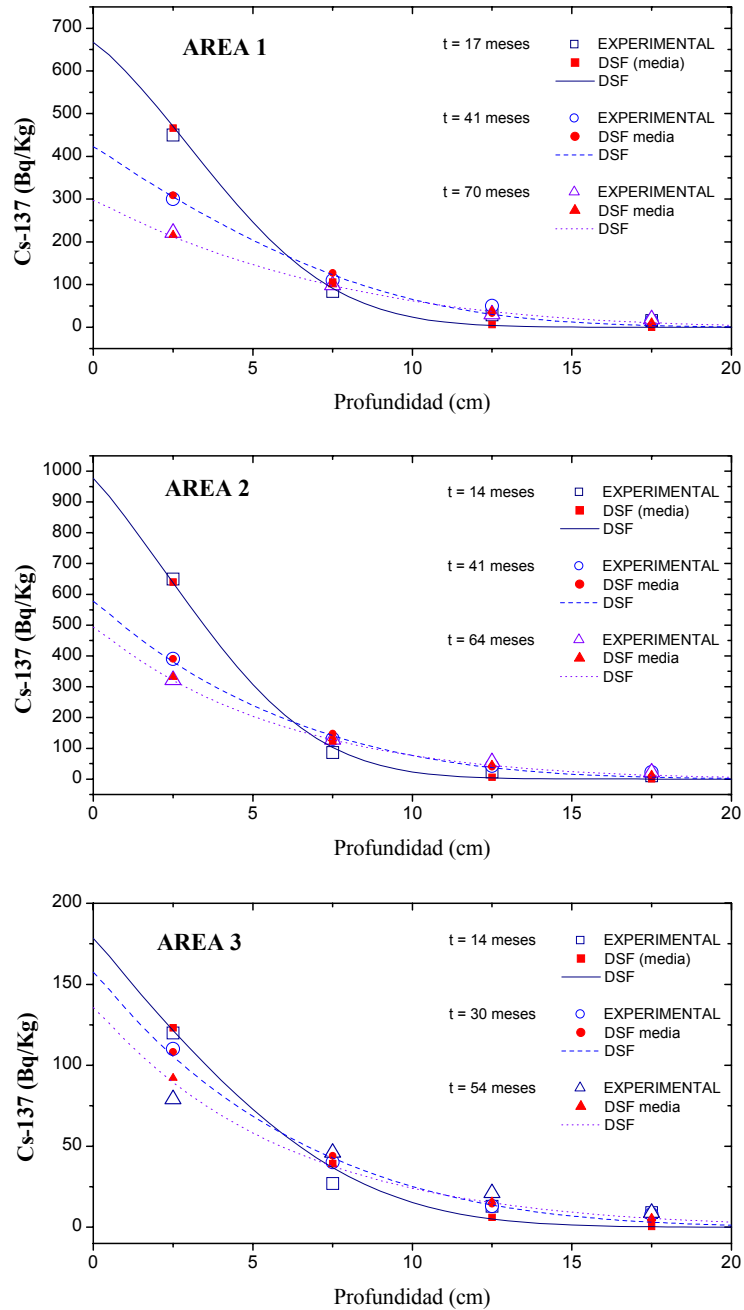 AREA 1
t = 17 meses
EXPERIMENTAL
DSF (media)
DSF
t = 41 meses
EXPERIMENTAL
DSF media
DSF
t = 70 meses
EXPERIMENTAL
DSF media
DSF
Cs-137 (Bq/Kg)
700
600
500
400
300
200
100
0
0 5 10 15 20
Profundidad (cm)
AREA 2
t = 14 meses
EXPERIMENTAL
DSF (media)
DSF
t = 41 meses
EXPERIMENTAL
DSF media
DSF
t = 64 meses
EXPERIMENTAL
DSF media
DSF
Cs-137 (Bq/Kg)
1000
900
800
700
600
500
400
300
200
100
0
0 5 10 15 20
Profundidad (cm)
AREA 3
t = 14 meses
EXPERIMENTAL
DSF (media)
DSF
t = 30 meses
EXPERIMENTAL
DSF media
DSF
t = 54 meses
EXPERIMENTAL
DSF media
DSF
Cs-137 (Bq/Kg)
200
150
100
50
0
0 5 10 15 20
Profundidad (cm)